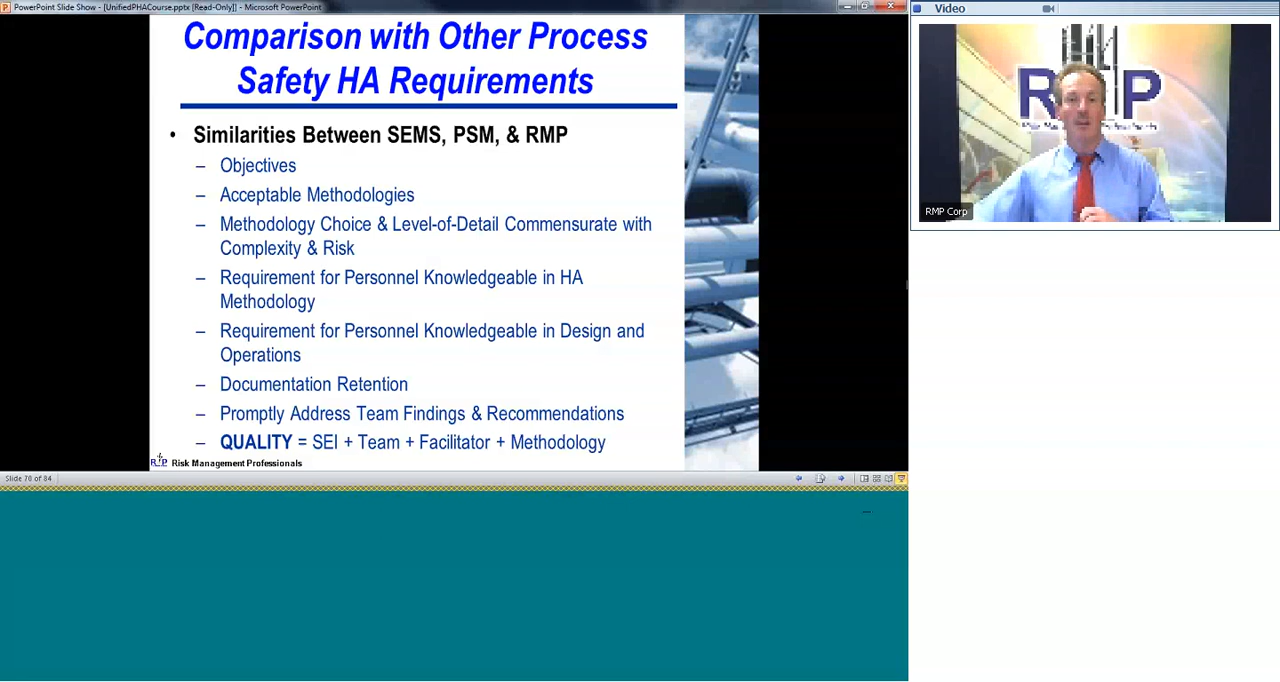 PowerPoint Slide Show - [UnifiedPHACourse.pptx [Read-Only]] - Microsoft PowerPoint
Comparison with Other Process
Safety HA Requirements
• Similarities Between SEMS, PSM, & RMP
– Objectives
– Acceptable Methodologies
– Methodology Choice & Level-of-Detail Commensurate with
Complexity & Risk
– Requirement for Personnel Knowledgeable in HA
Methodology
– Requirement for Personnel Knowledgeable in Design and
Operations
– Documentation Retention
– Promptly Address Team Findings & Recommendations
– QUALITY = SEI + Team + Facilitator + Methodology
RMP Risk Management Professionals
Slide 70 of 84
Video
R P
RMP Corp